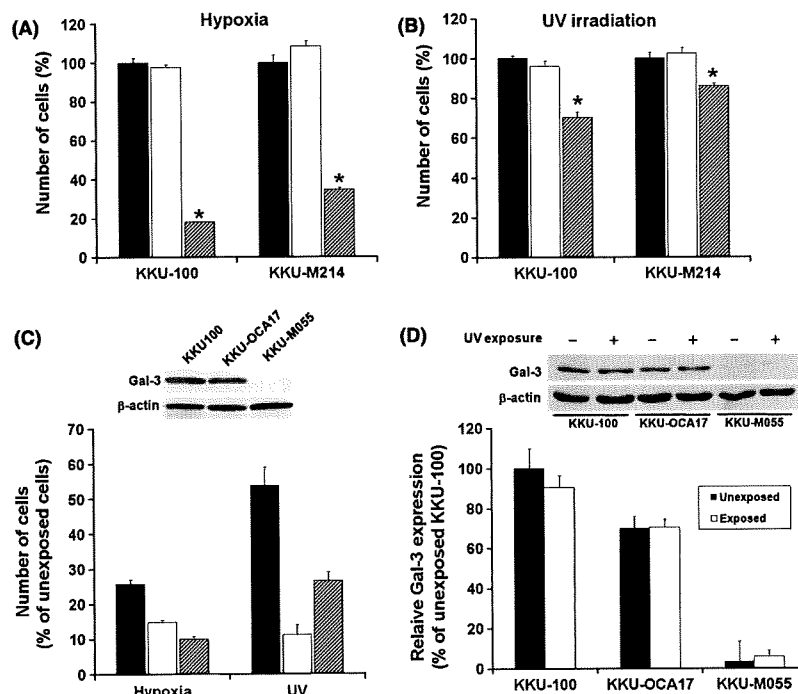 (A)
Hypoxia
Number of cells (%)
120
100
80
60
40
20
0
*
*
KKU-100
KKU-M214
(B)
UV irradiation
Number of cells (%)
120
100
80
60
40
20
0
*
*
KKU-100
KKU-M214
(C)
KKU100
KKU-OCA17
KKU-M055
Gal-3
β-actin
Number of cells
(% of unexposed cells)
70
60
50
40
30
20
10
0
Hypoxia
UV
(D)
UV exposure – + – + – +
Gal-3
β-actin
KKU-100 KKU-OCA17 KKU-M055
Relaive Gal-3 expression
(% of unexposed KKU-100)
120
100
80
60
40
20
0
Unexposed
Exposed
KKU-100
KKU-OCA17
KKU-M055